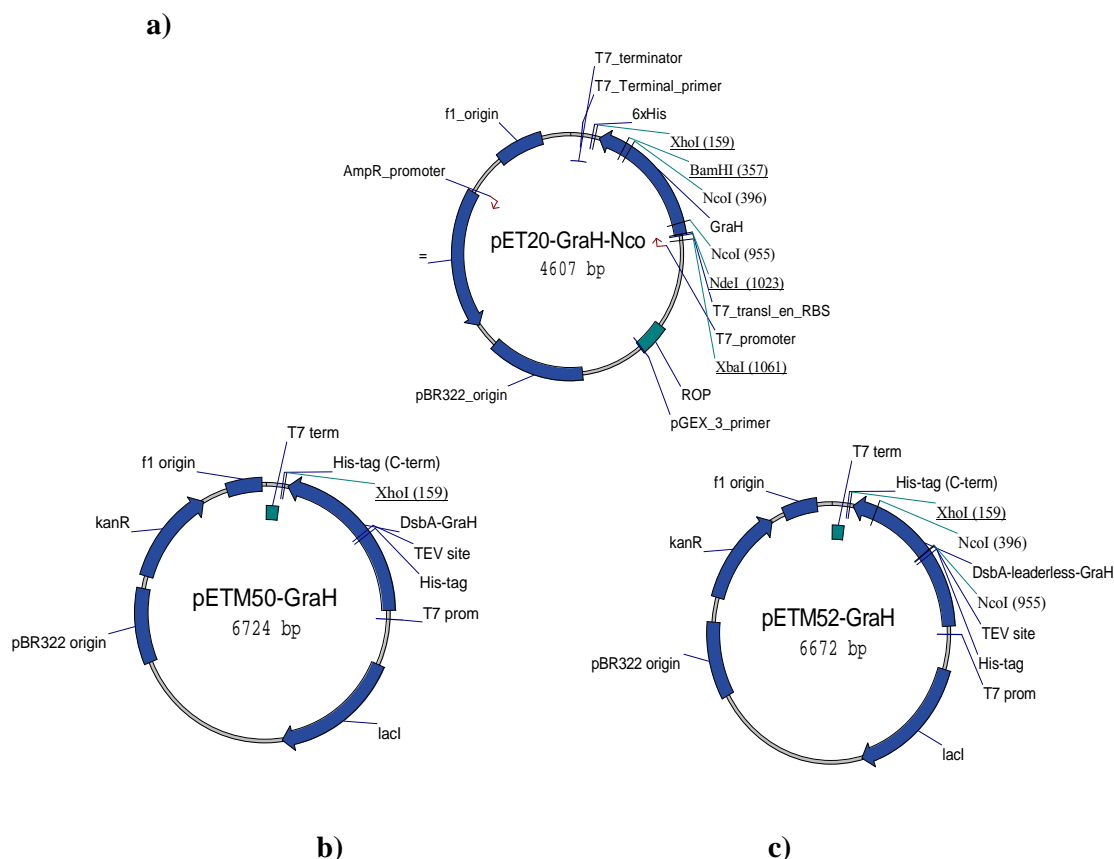 a)
T7_terminator
T7_Terminal_primer
6xHis
XhoI (159)
BamHI (357)
NcoI (396)
GraH
NcoI (955)
NdeI (1023)
T7_transl_en_RBS
T7_promoter
XbaI (1061)
ROP
pGEX_3_primer
pBR322_origin
=
AmpR_promoter
f1_origin
pET20-GraH-Nco
4607 bp
T7 term
His-tag (C-term)
XhoI (159)
DsbA-GraH
TEV site
His-tag
T7 prom
lacI
pBR322 origin
kanR
f1 origin
pETM50-GraH
6724 bp
T7 term
His-tag (C-term)
XhoI (159)
NcoI (396)
DsbA-leaderless-GraH
NcoI (955)
TEV site
His-tag
T7 prom
lacI
pBR322 origin
kanR
f1 origin
pETM52-GraH
6672 bp
b)
c)